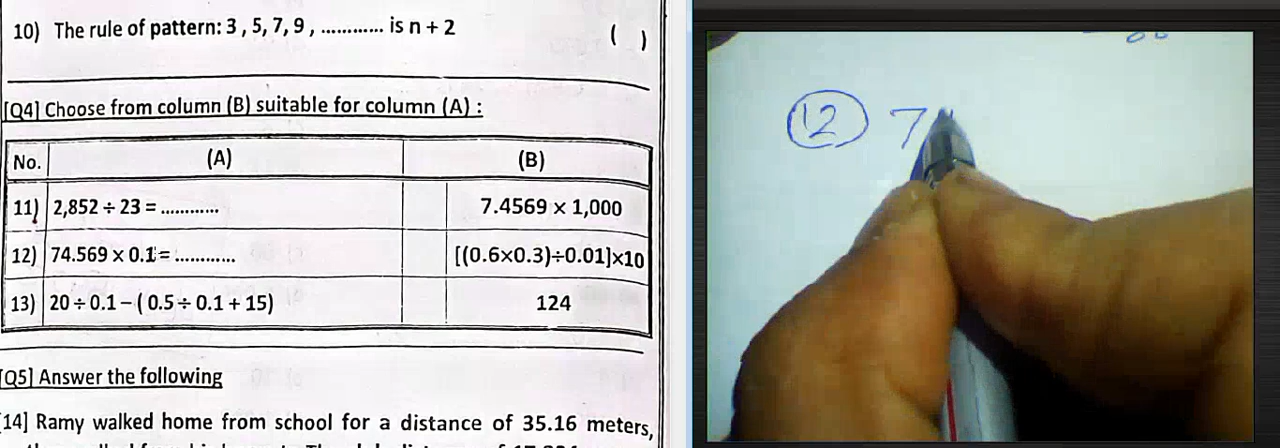 10) The rule of pattern: 3 , 5, 7, 9 , ............ is n + 2 ( )
[Q4] Choose from column (B) suitable for column (A) :
No. (A) (B)
11) 2,852 ÷ 23 = ............ 7.4569 × 1,000
12) 74.569 × 0.1 = ........... [(0.6×0.3)÷0.01]×10
13) 20 ÷ 0.1 – ( 0.5 ÷ 0.1 + 15) 124
[Q5] Answer the following
14] Ramy walked home from school for a distance of 35.16 meters,
12 7